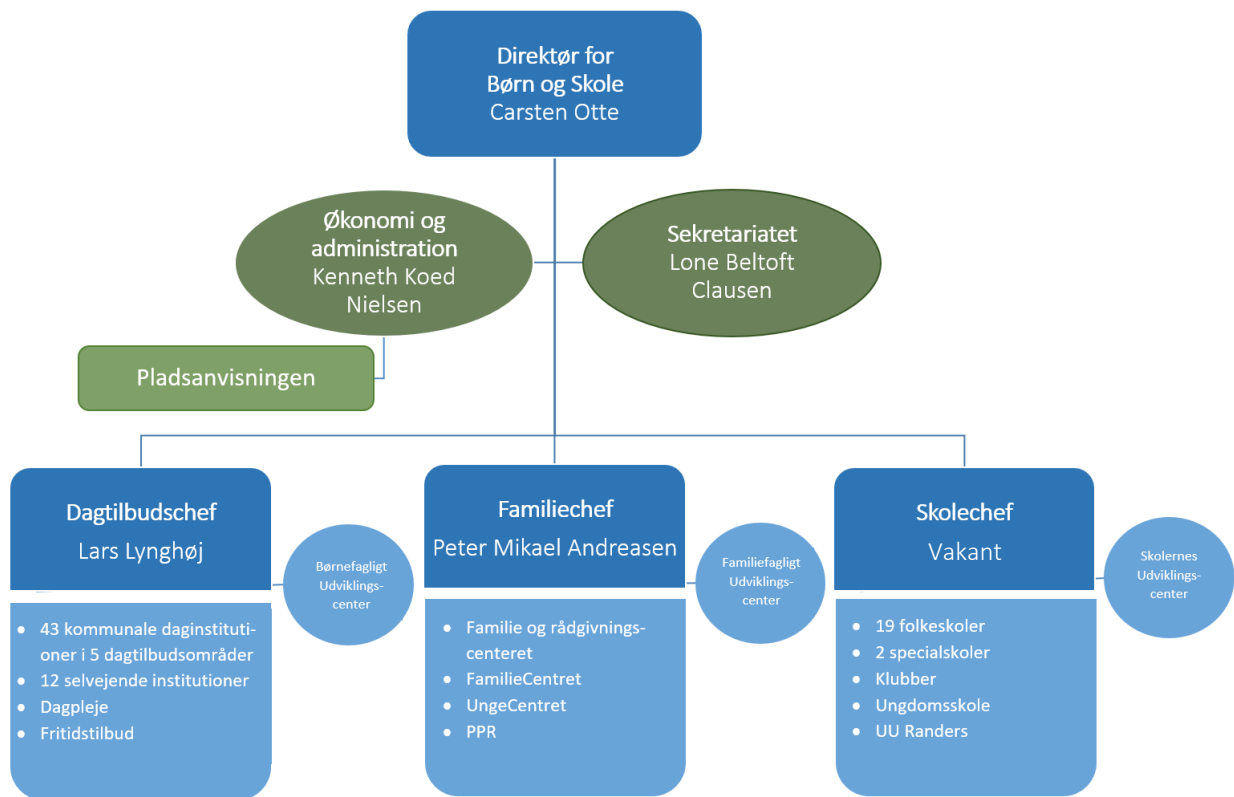 Direktør for
Børn og Skole
Carsten Otte
Økonomi og
administration
Kenneth Koed
Nielsen
Sekretariatet
Lone Beltoft
Clausen
Pladsanvisningen
Dagtilbudschef
Lars Lynghøj
Børnefagligt
Udviklings-
center
• 43 kommunale daginstituti-
oner i 5 dagtilbudsområder
• 12 selvejende institutioner
• Dagpleje
• Fritidstilbud
Familiechef
Peter Mikael Andreasen
Familiefagligt
Udviklings-
center
• Familie og rådgivnings-
centeret
• FamilieCentret
• UngeCentret
• PPR
Skolechef
Vakant
Skolernes
Udviklings-
center
• 19 folkeskoler
• 2 specialskoler
• Klubber
• Ungdomsskole
• UU Randers